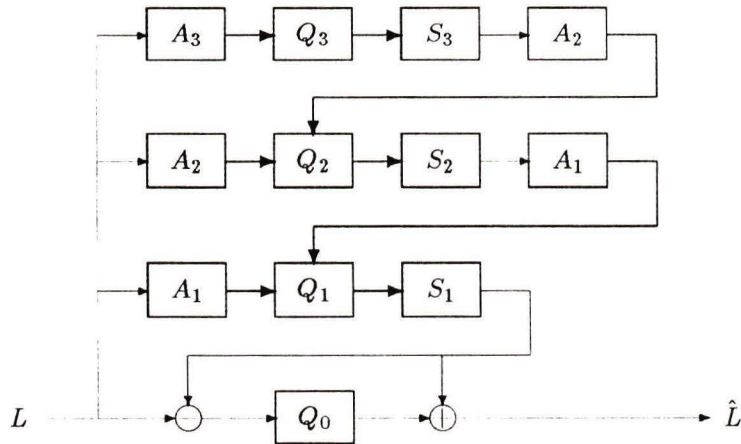 A₃ Q₃ S₃ A₂
A₂ Q₂ S₂ A₁
A₁ Q₁ S₁
L − Q₀ L̂